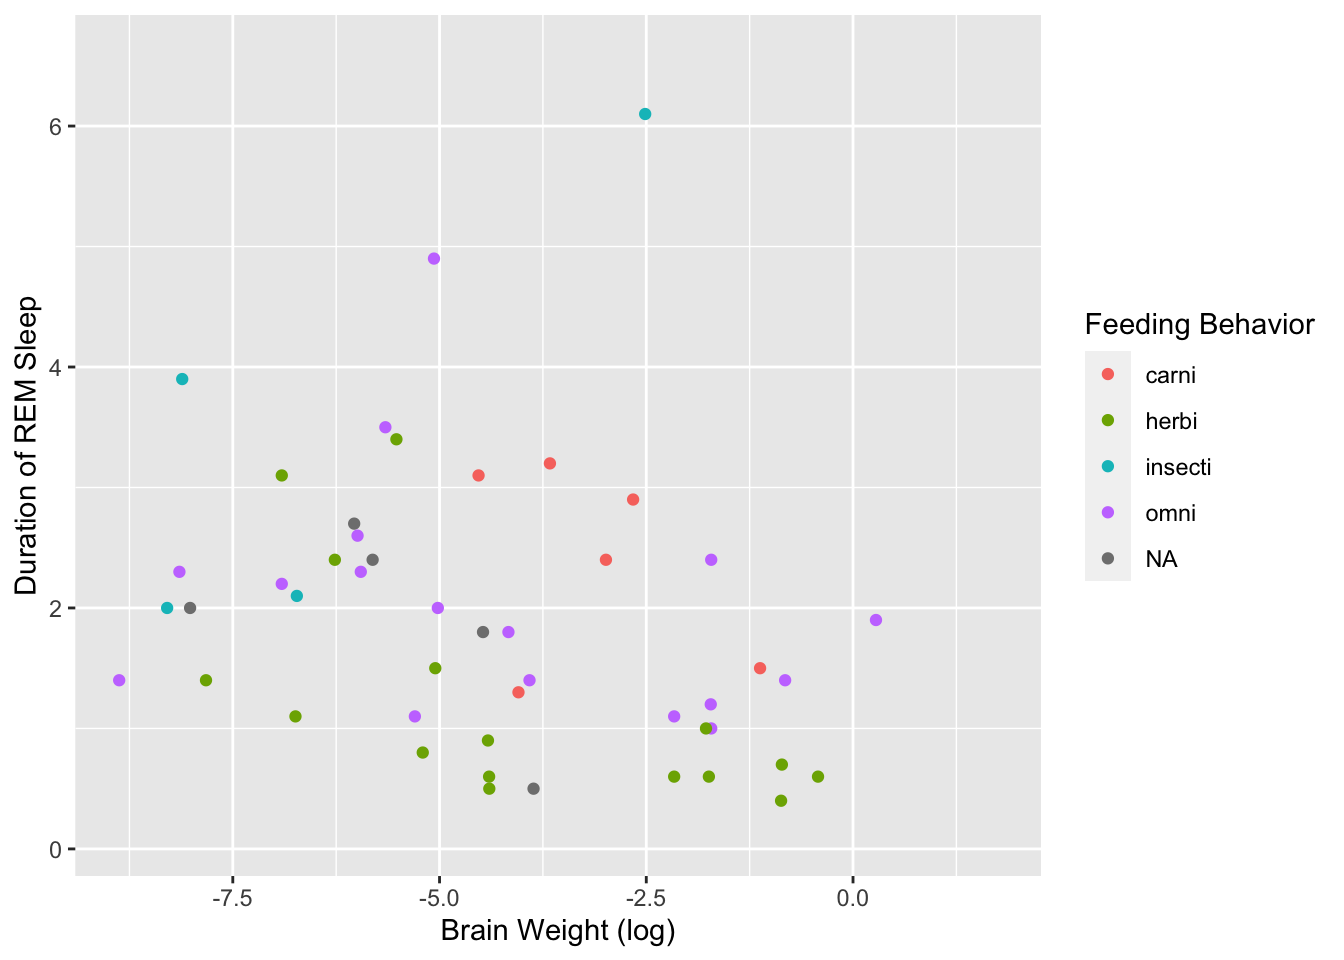 6
4
2
0
Duration of REM Sleep
-7.5
-5.0
-2.5
0.0
Brain Weight (log)
Feeding Behavior
carni
herbi
insecti
omni
NA